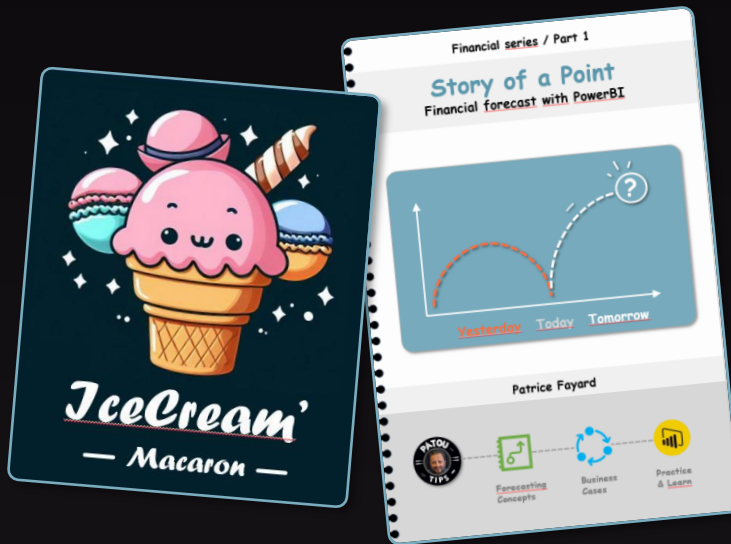 IceCream'
Macaron
Financial series / Part 1
Story of a Point
Financial forecast with PowerBI
?
Yesterday Today Tomorrow
Patrice Fayard
PATOU
TIPS
Forecasting
Concepts
Business
Cases
Practice
& Learn